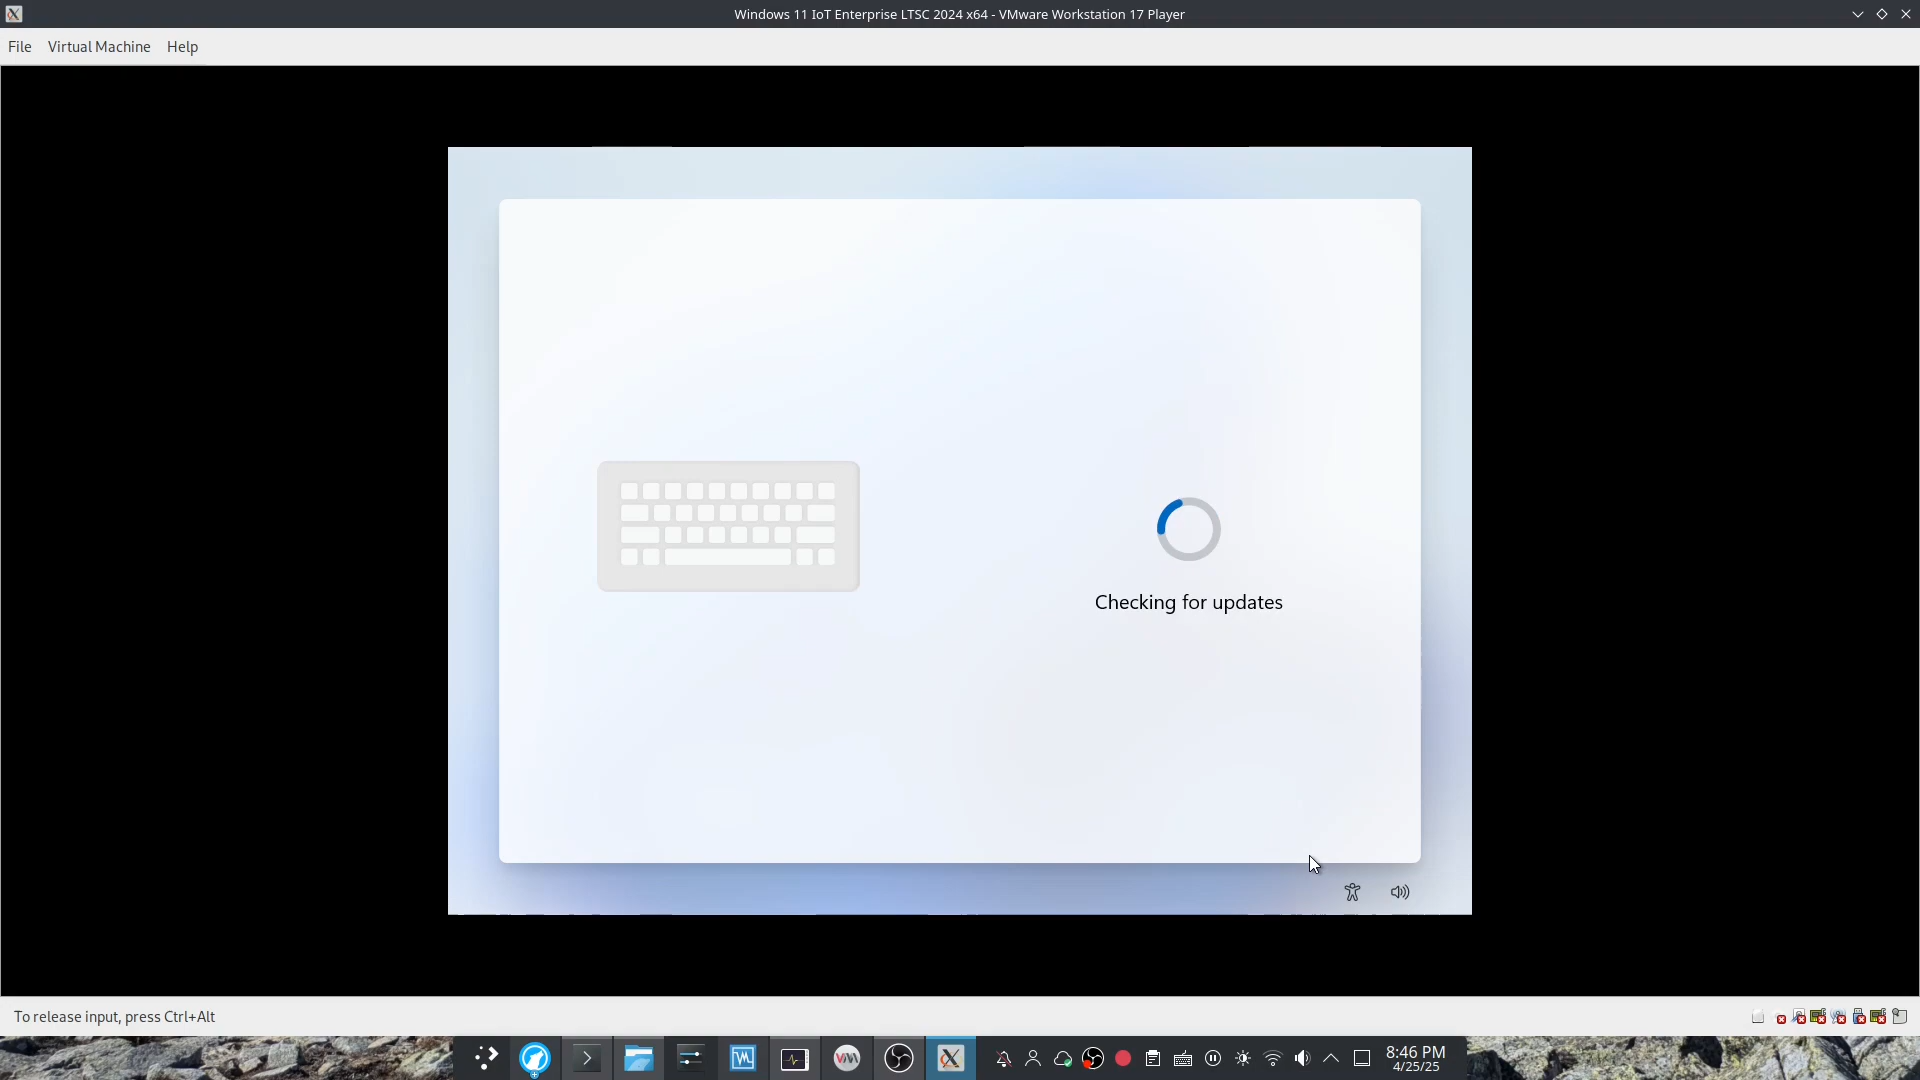 Windows 11 IoT Enterprise LTSC 2024 x64 - VMware Workstation 17 Player
File Virtual Machine Help
Checking for updates
To release input, press Ctrl+Alt
8:46 PM
4/25/25